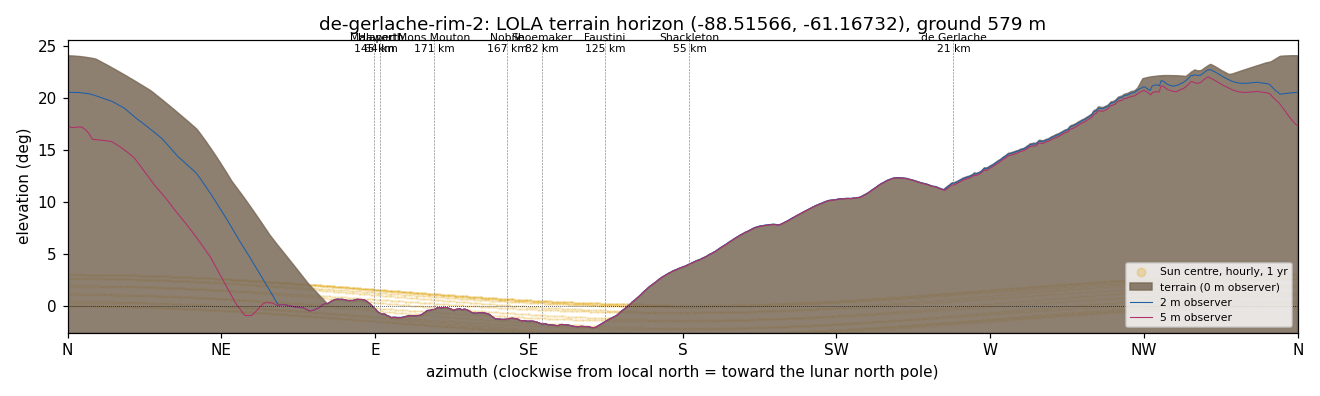 de-gerlache-rim-2: LOLA terrain horizon (-88.51566, -61.16732), ground 579 m
Mons Mouton
171 km
Nobile
167 km
Shoemaker
82 km
Faustini
125 km
Shackleton
55 km
de Gerlache
21 km
25
20
15
10
5
0
elevation (deg)
Sun centre, hourly, 1 yr
terrain (0 m observer)
2 m observer
5 m observer
N
NE
E
SE
S
SW
W
NW
N
azimuth (clockwise from local north = toward the lunar north pole)